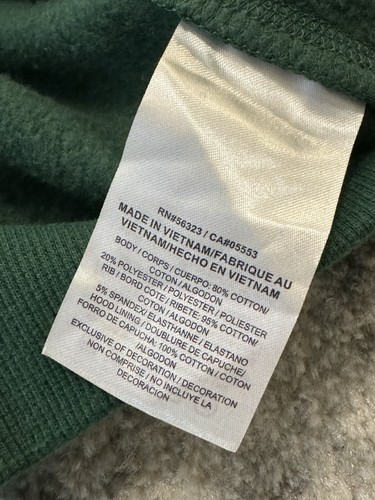 RN#56323 / CA#05553
MADE IN VIETNAM/FABRIQUE AU
VIETNAM/HECHO EN VIETNAM
BODY / CORPS / CUERPO: 80% COTTON/
COTON / ALGODON
20% POLYESTER / POLYESTER / POLIESTER
RIB / BORD COTE / RIBETE: 95% COTTON/
COTON / ALGODON
5% SPANDEX/ ELASTHANNE / ELASTANO
HOOD LINING / DOUBLURE DE CAPUCHE/
FORRO DE CAPUCHA: 100% COTTON / COTON
/ALGODON
EXCLUSIVE OF DECORATION / DECORATION
NON COMPRISE / NO INCLUYE LA
DECORACION